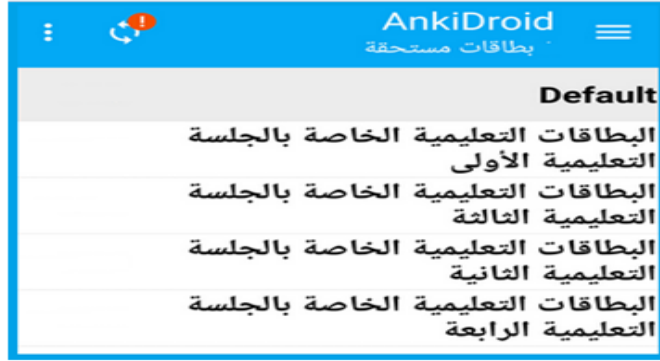 AnkiDroid
بطاقات مستحقة
Default
البطاقات التعليمية الخاصة بالجلسة
التعليمية الأولى
البطاقات التعليمية الخاصة بالجلسة
التعليمية الثالثة
البطاقات التعليمية الخاصة بالجلسة
التعليمية الثانية
البطاقات التعليمية الخاصة بالجلسة
التعليمية الرابعة